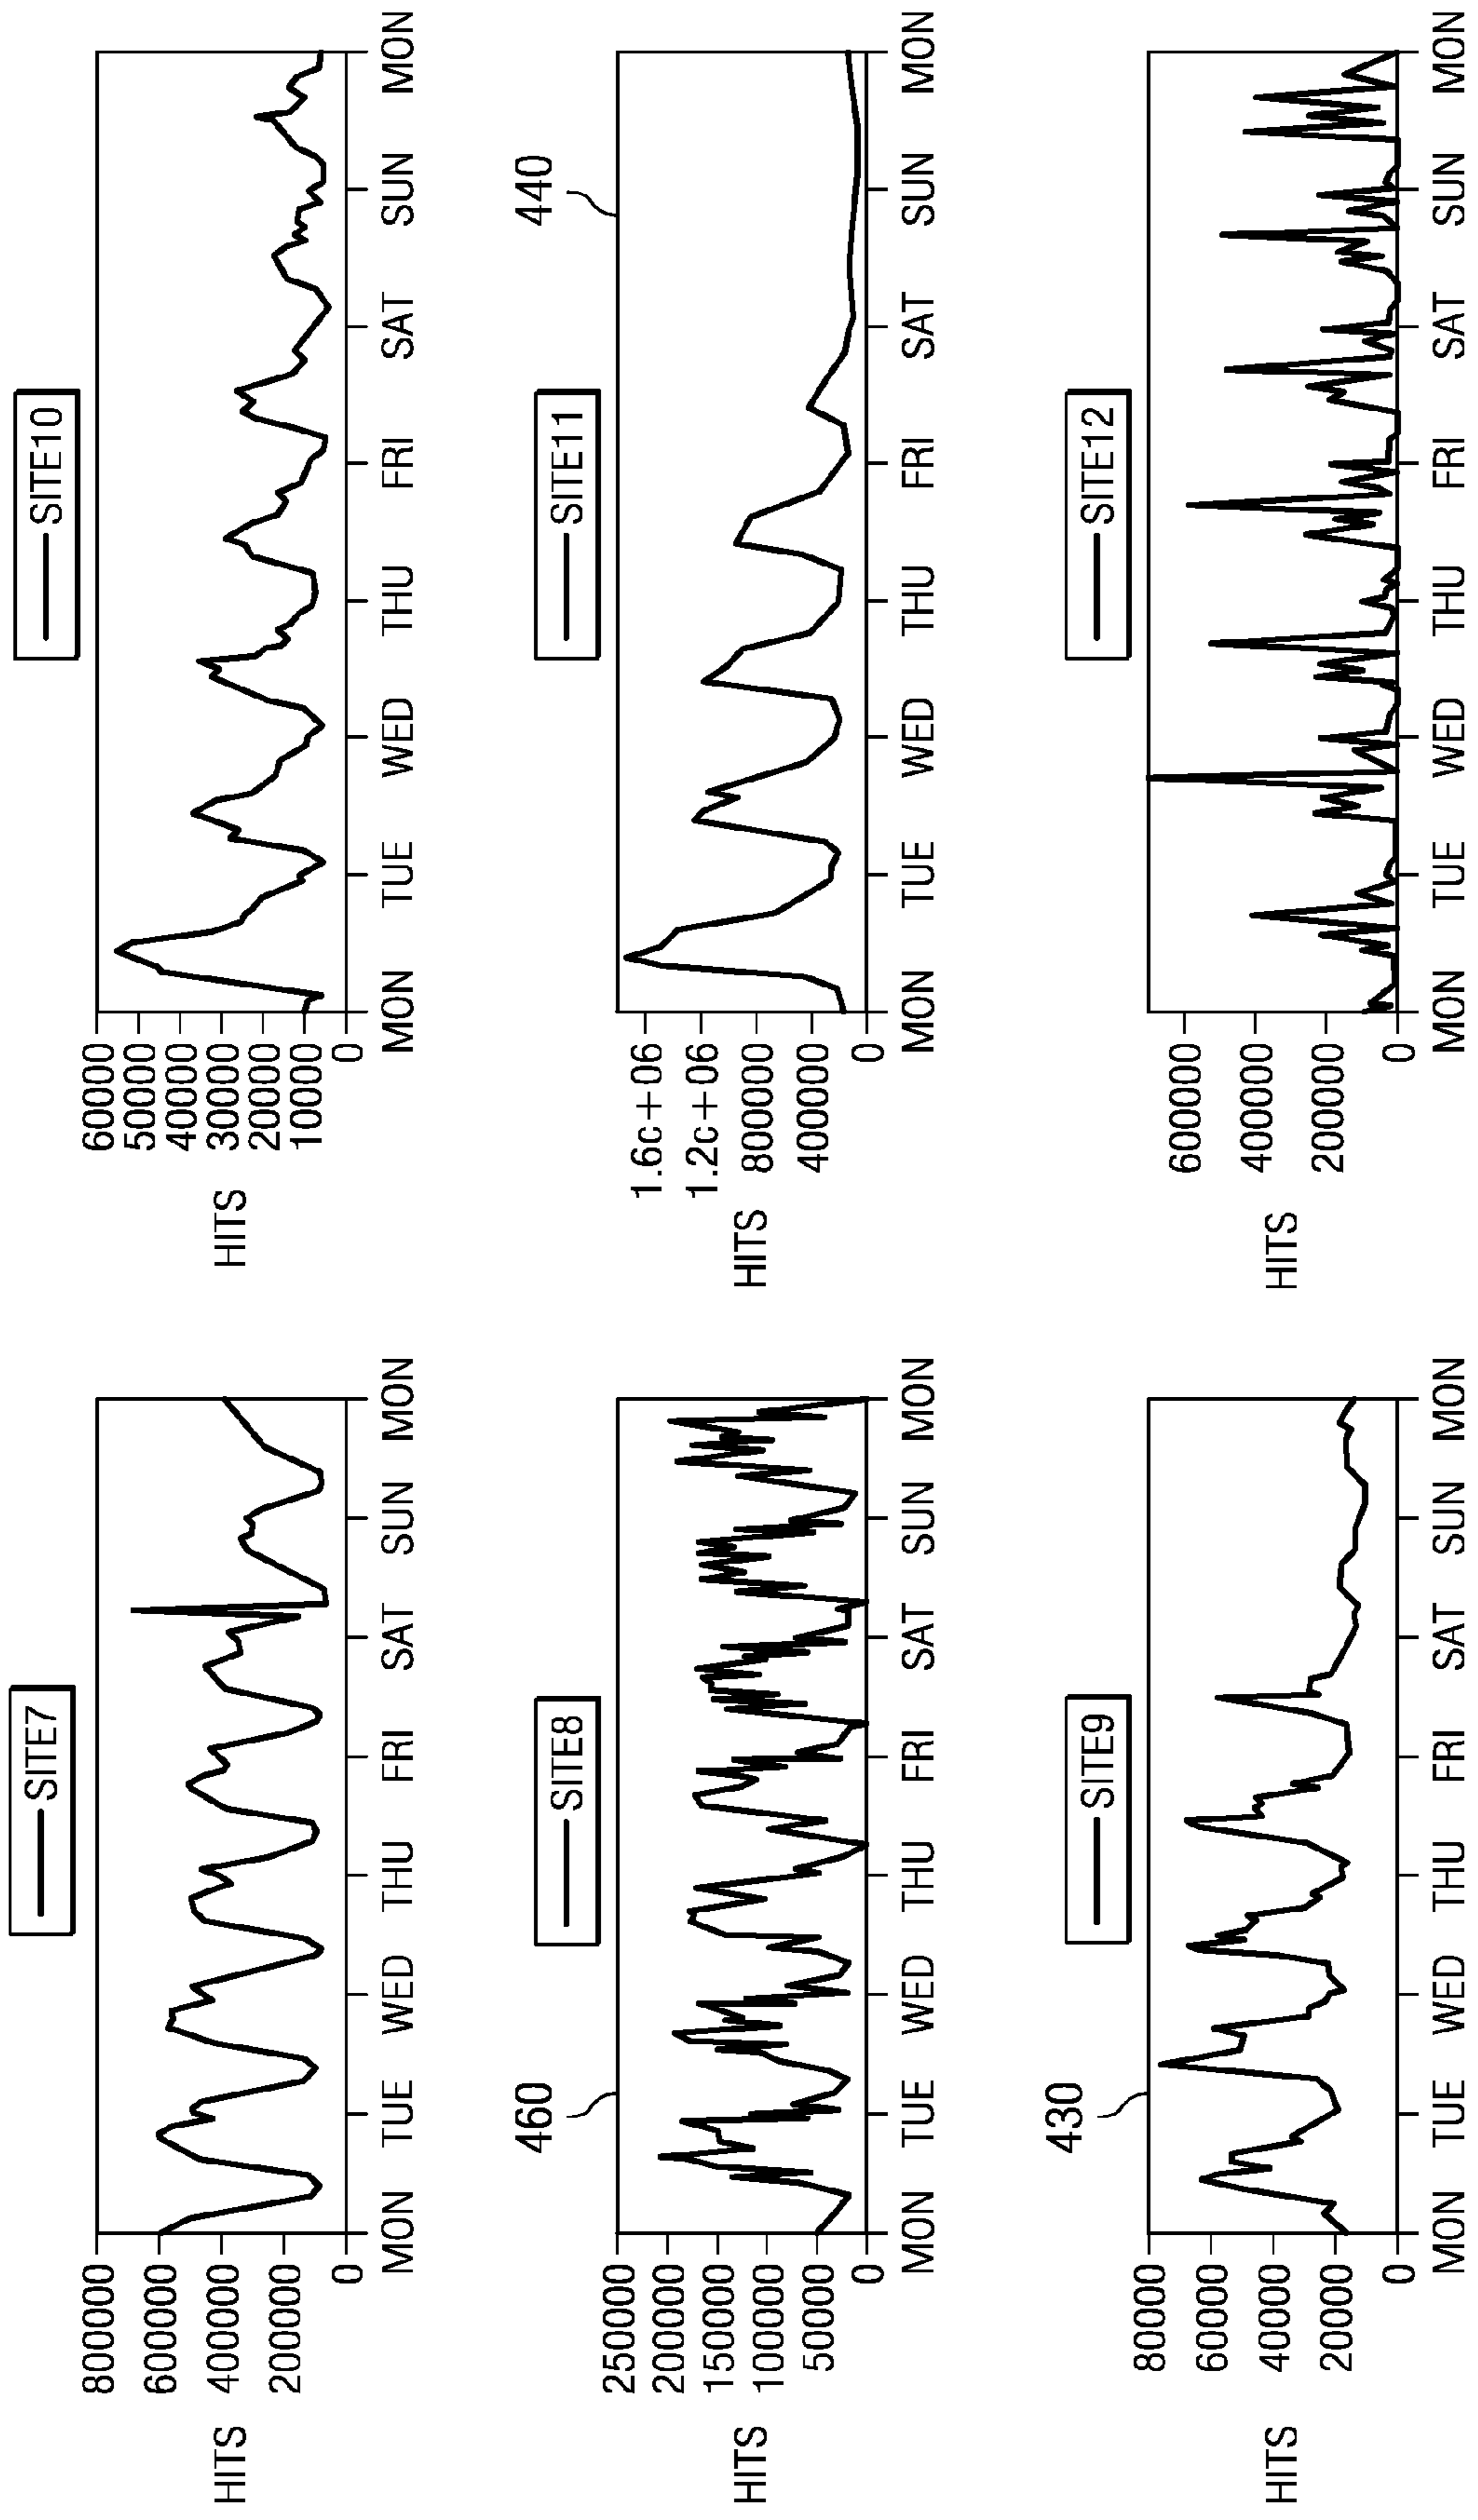 SITE7
800000
600000
400000
200000
0
HITS
MON TUE WED THU FRI SAT SUN MON
SITE10
60000
50000
40000
30000
20000
10000
0
HITS
MON TUE WED THU FRI SAT SUN MON
460
SITE8
250000
200000
150000
100000
50000
0
HITS
MON TUE WED THU FRI SAT SUN MON
SITE11
440
1.6c+06
1.2c+06
800000
400000
0
HITS
MON TUE WED THU FRI SAT SUN MON
430
SITE9
80000
60000
40000
20000
0
HITS
MON TUE WED THU FRI SAT SUN MON
SITE12
600000
400000
200000
0
HITS
MON TUE WED THU FRI SAT SUN MON